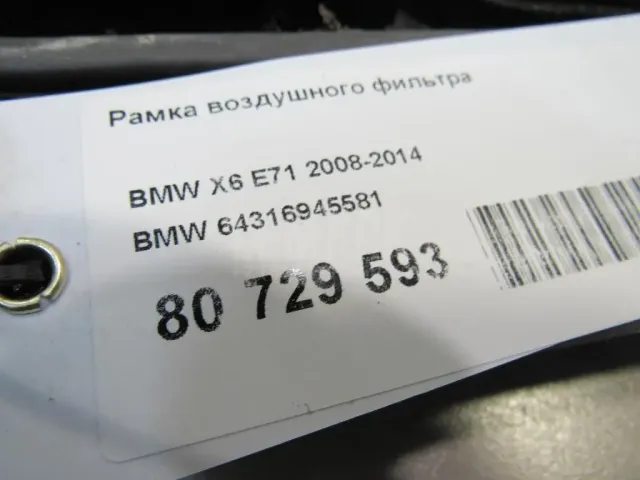 Рамка воздушного фильтра
BMW X6 E71 2008-2014
BMW 64316945581
80 729 593